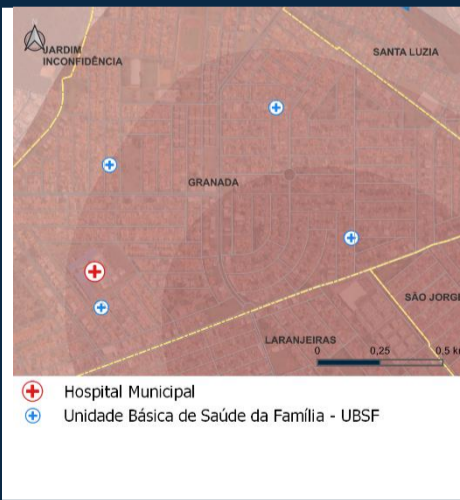 JARDIM
INCONFIDÊNCIA
SANTA LUZIA
GRANADA
SÃO JORGE
LARANJEIRAS
0 0,25 0,5 km
Hospital Municipal
Unidade Básica de Saúde da Família - UBSF